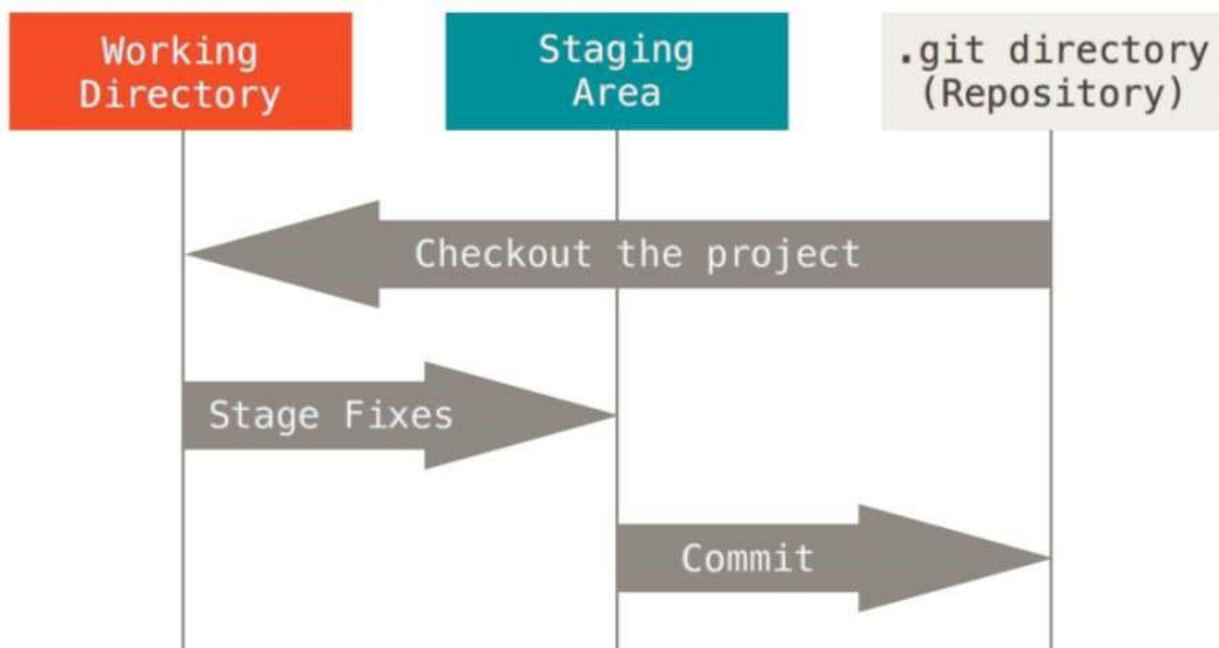 Working
Directory
Staging
Area
.git directory
(Repository)
Checkout the project
Stage Fixes
Commit